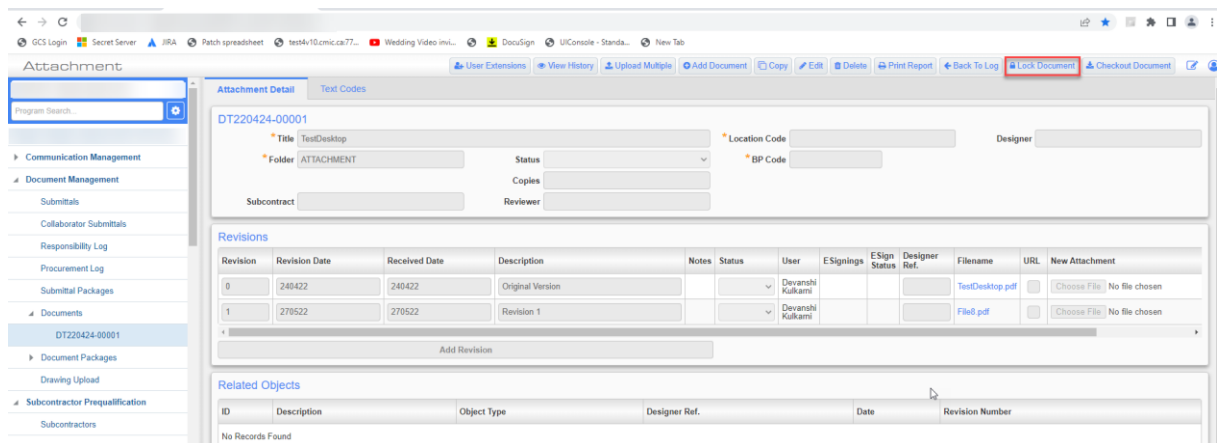 GCS Login Secret Server JIRA Patch spreadsheet test4v10.cmic.ca:77... Wedding Video invi... DocuSign UIConsole - Standa... New Tab
Attachment User Extensions View History Upload Multiple Add Document Copy Edit Delete Print Report Back To Log Lock Document Checkout Document
Program Search...
Communication Management
Document Management
Submittals
Collaborator Submittals
Responsibility Log
Procurement Log
Submittal Packages
Documents
DT220424-00001
Document Packages
Drawing Upload
Subcontractor Prequalification
Subcontractors
Attachment Detail Text Codes
DT220424-00001
* Title TestDesktop * Location Code Designer
* Folder ATTACHMENT Status * BP Code
Copies
Subcontract Reviewer
Revisions
Revision Revision Date Received Date Description Notes Status User ESignings ESign Status Designer Ref. Filename URL New Attachment
0 240422 240422 Original Version Devanshi Kulkarni TestDesktop.pdf Choose File No file chosen
1 270522 270522 Revision 1 Devanshi Kulkarni File8.pdf Choose File No file chosen
Add Revision
Related Objects
ID Description Object Type Designer Ref. Date Revision Number
No Records Found